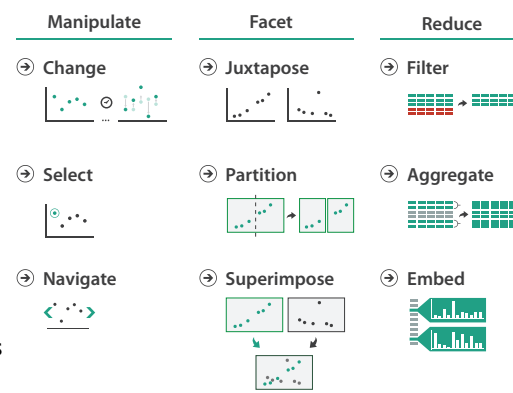 Manipulate
Facet
Reduce
Change
Juxtapose
Filter
...
Select
Partition
Aggregate
Navigate
Superimpose
Embed
s